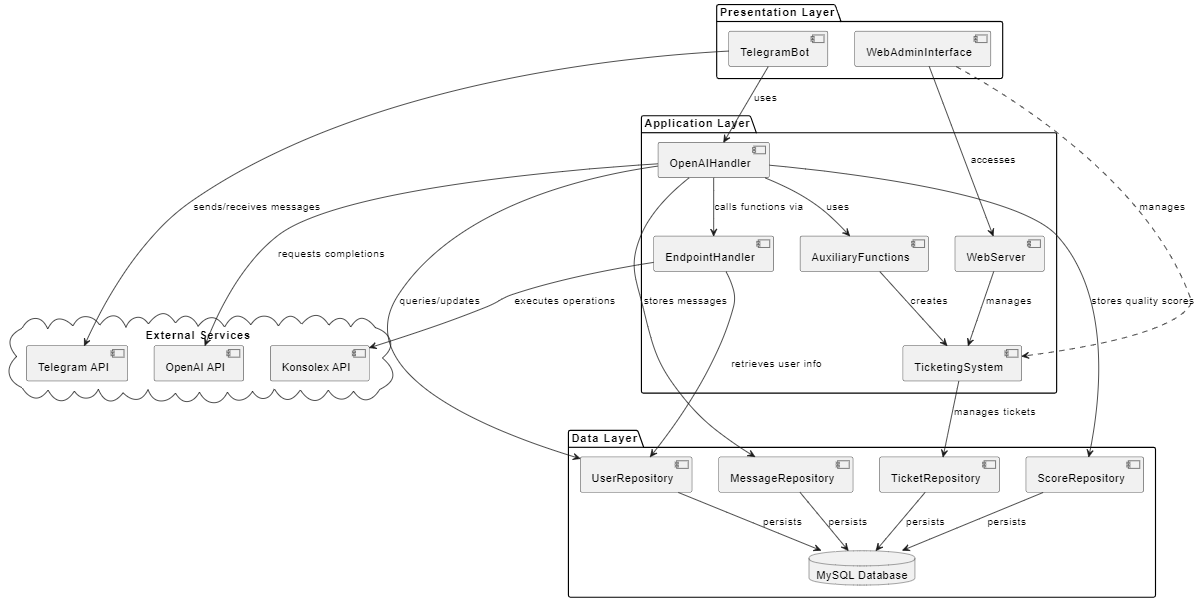 Presentation Layer
TelegramBot
WebAdminInterface
uses
Application Layer
OpenAIHandler
accesses
sends/receives messages
calls functions via
uses
manages
requests completions
EndpointHandler
AuxiliaryFunctions
WebServer
queries/updates
executes operations
stores messages
creates
manages
stores quality scores
External Services
Telegram API
OpenAI API
Konsolex API
retrieves user info
TicketingSystem
manages tickets
Data Layer
UserRepository
MessageRepository
TicketRepository
ScoreRepository
persists
persists
persists
persists
MySQL Database